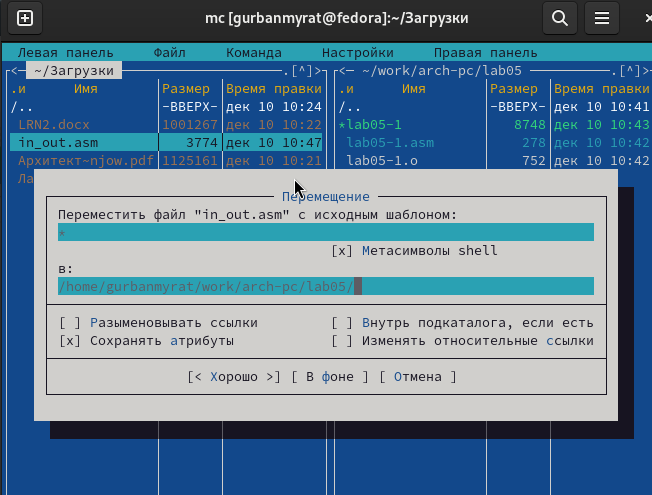 mc [gurbanmyrat@fedora]:~/Загрузки
Левая панель Файл Команда Настройки Правая панель
<─ ~/Загрузки .[^]> <─ ~/work/arch-pc/lab05 .[^]>
.и Имя Размер Время правки .и Имя Размер Время правки
/.. -ВВЕРХ- дек 10 10:24 /.. -ВВЕРХ- дек 10 10:41
LRN2.docx 1001267 дек 10 10:22 *lab05-1 8748 дек 10 10:43
in_out.asm 3774 дек 10 10:47 lab05-1.asm 278 дек 10 10:42
Архитект~njow.pdf 1125161 дек 10 10:21 lab05-1.o 752 дек 10 10:42
Ла
Перемещение
Переместить файл "in_out.asm" с исходным шаблоном:
*
[x] Метасимволы shell
в:
/home/gurbanmyrat/work/arch-pc/lab05/
[ ] Разыменовывать ссылки [ ] Внутрь подкаталога, если есть
[x] Сохранять атрибуты [ ] Изменять относительные ссылки
[< Хорошо >] [ В фоне ] [ Отмена ]